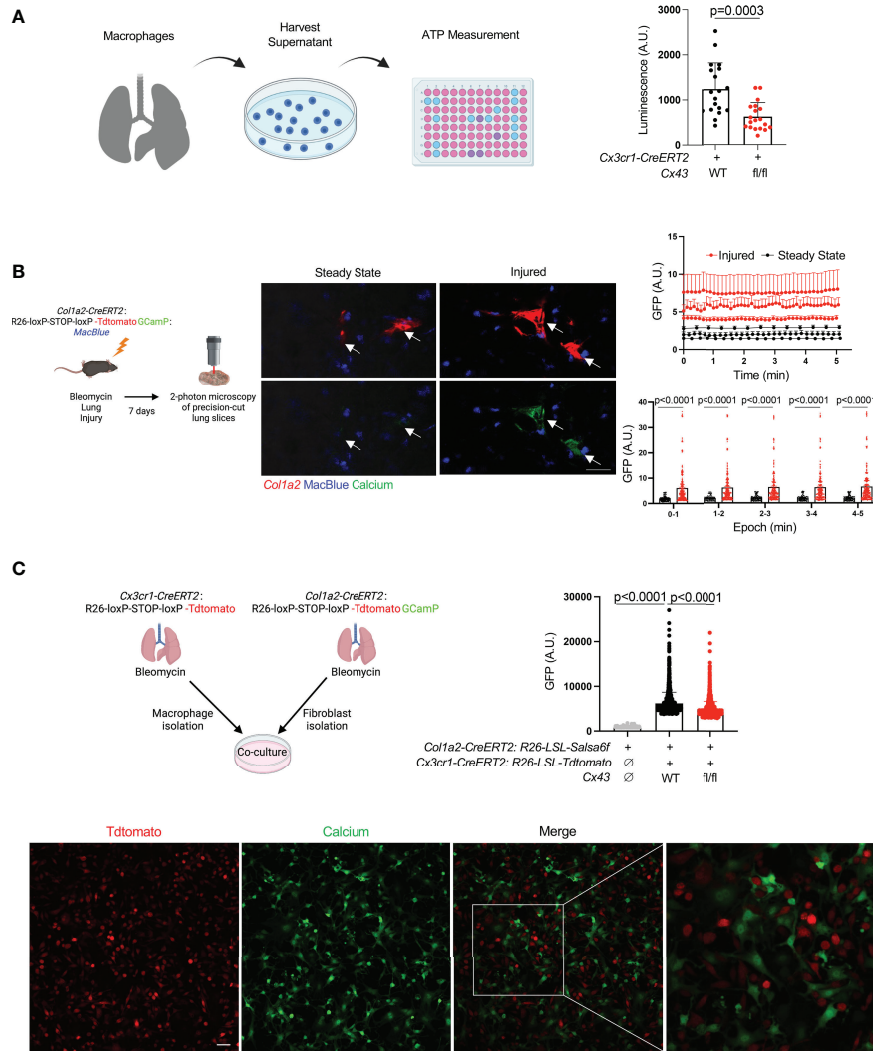 A
Macrophages
Harvest
Supernatant
ATP Measurement
p=0.0003
Luminescence (A.U.)
3000
2000
1000
0
Cx3cr1-CreERT2
+ +
Cx43
WT fl/fl
B
Col1a2-CreERT2:
R26-loxP-STOP-loxP-TdtomatoGCamP:
MacBlue
Bleomycin
Lung
Injury
7 days
2-photon microscopy
of precision-cut
lung slices
Steady State
Injured
Col1a2 MacBlue Calcium
Injured Steady State
GFP (A.U.)
15
10
5
0
0 1 2 3 4 5
Time (min)
p<0.0001 p<0.0001 p<0.0001 p<0.0001 p<0.0001
GFP (A.U.)
40
30
20
10
0
0-1 1-2 2-3 3-4 4-5
Epoch (min)
C
Cx3cr1-CreERT2:
R26-loxP-STOP-loxP -Tdtomato
Col1a2-CreERT2:
R26-loxP-STOP-loxP -TdtomatoGCamP
Bleomycin
Bleomycin
Macrophage
isolation
Fibroblast
isolation
Co-culture
p<0.0001 p<0.0001
GFP (A.U.)
30000
20000
10000
0
Col1a2-CreERT2: R26-LSL-Salsa6f + + +
Cx3cr1-CreERT2: R26-LSL-Tdtomato ∅ + +
Cx43 ∅ WT fl/fl
Tdtomato
Calcium
Merge